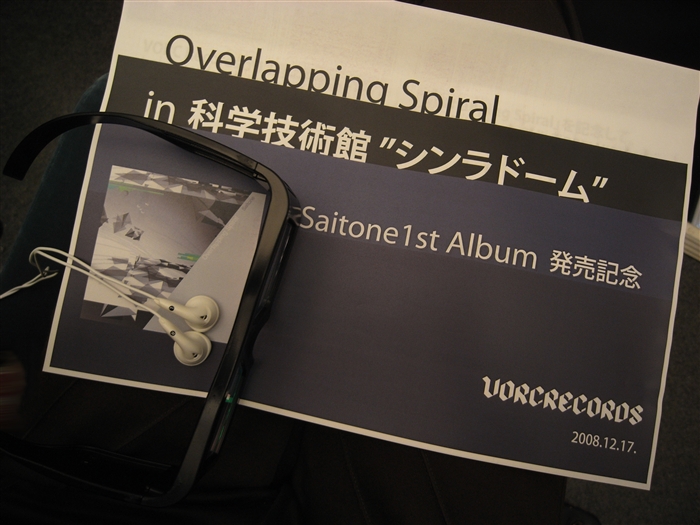 Overlapping Spiral
in 科学技術館 "シンラドーム"
Saitone1st Album 発売記念
VORCRECORDS
2008.12.17.